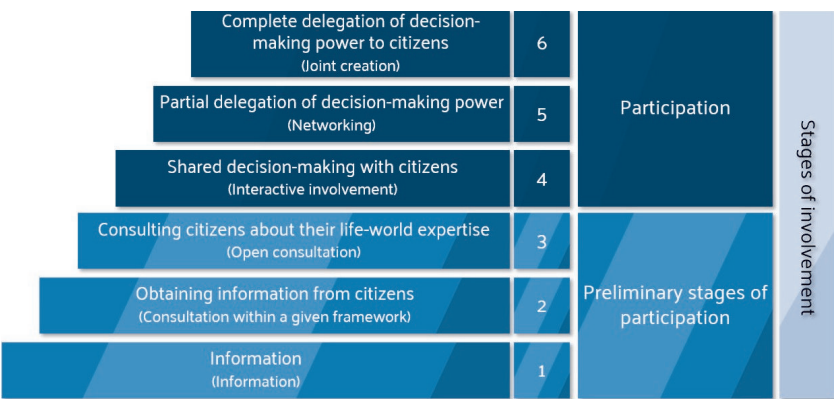 Complete delegation of decision-
making power to citizens
(Joint creation)
6
Partial delegation of decision-making power
(Networking)
5
Participation
Shared decision-making with citizens
(Interactive involvement)
4
Consulting citizens about their life-world expertise
(Open consultation)
3
Obtaining information from citizens
(Consultation within a given framework)
2
Preliminary stages of
participation
Information
(Information)
1
Stages of involvement